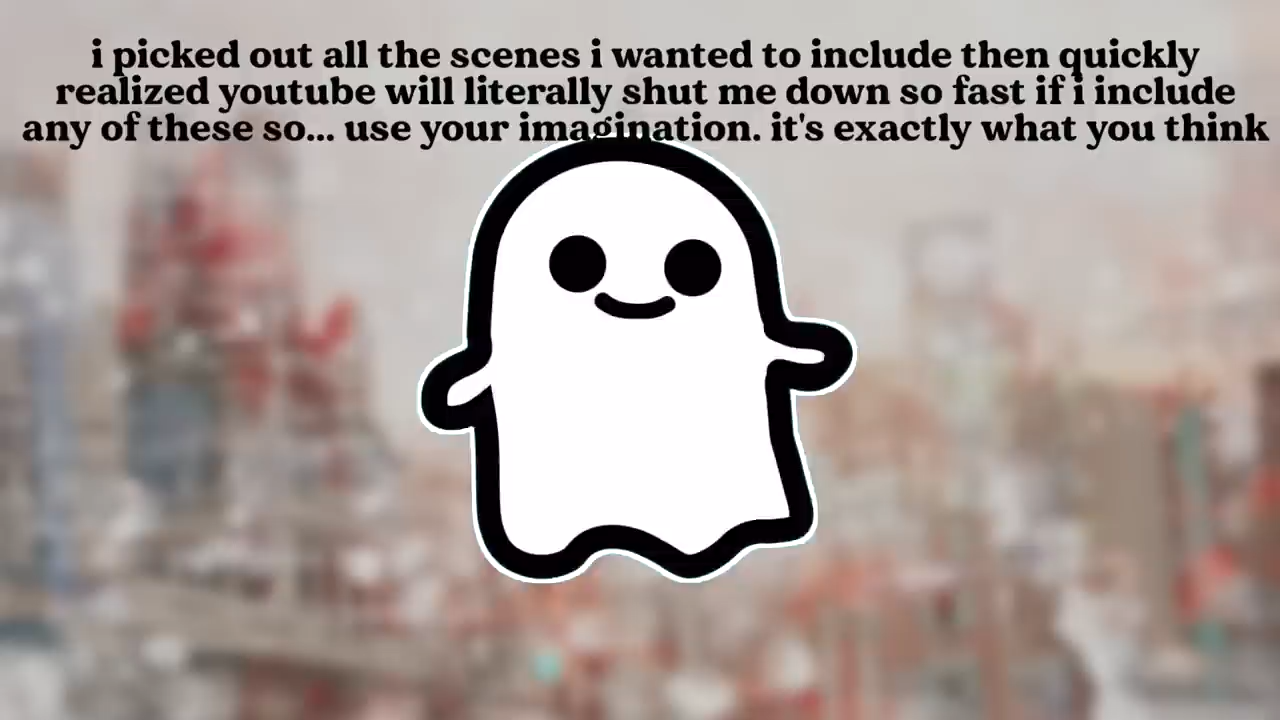 i picked out all the scenes i wanted to include then quickly
realized youtube will literally shut me down so fast if i include
any of these so... use your imagination. it's exactly what you think